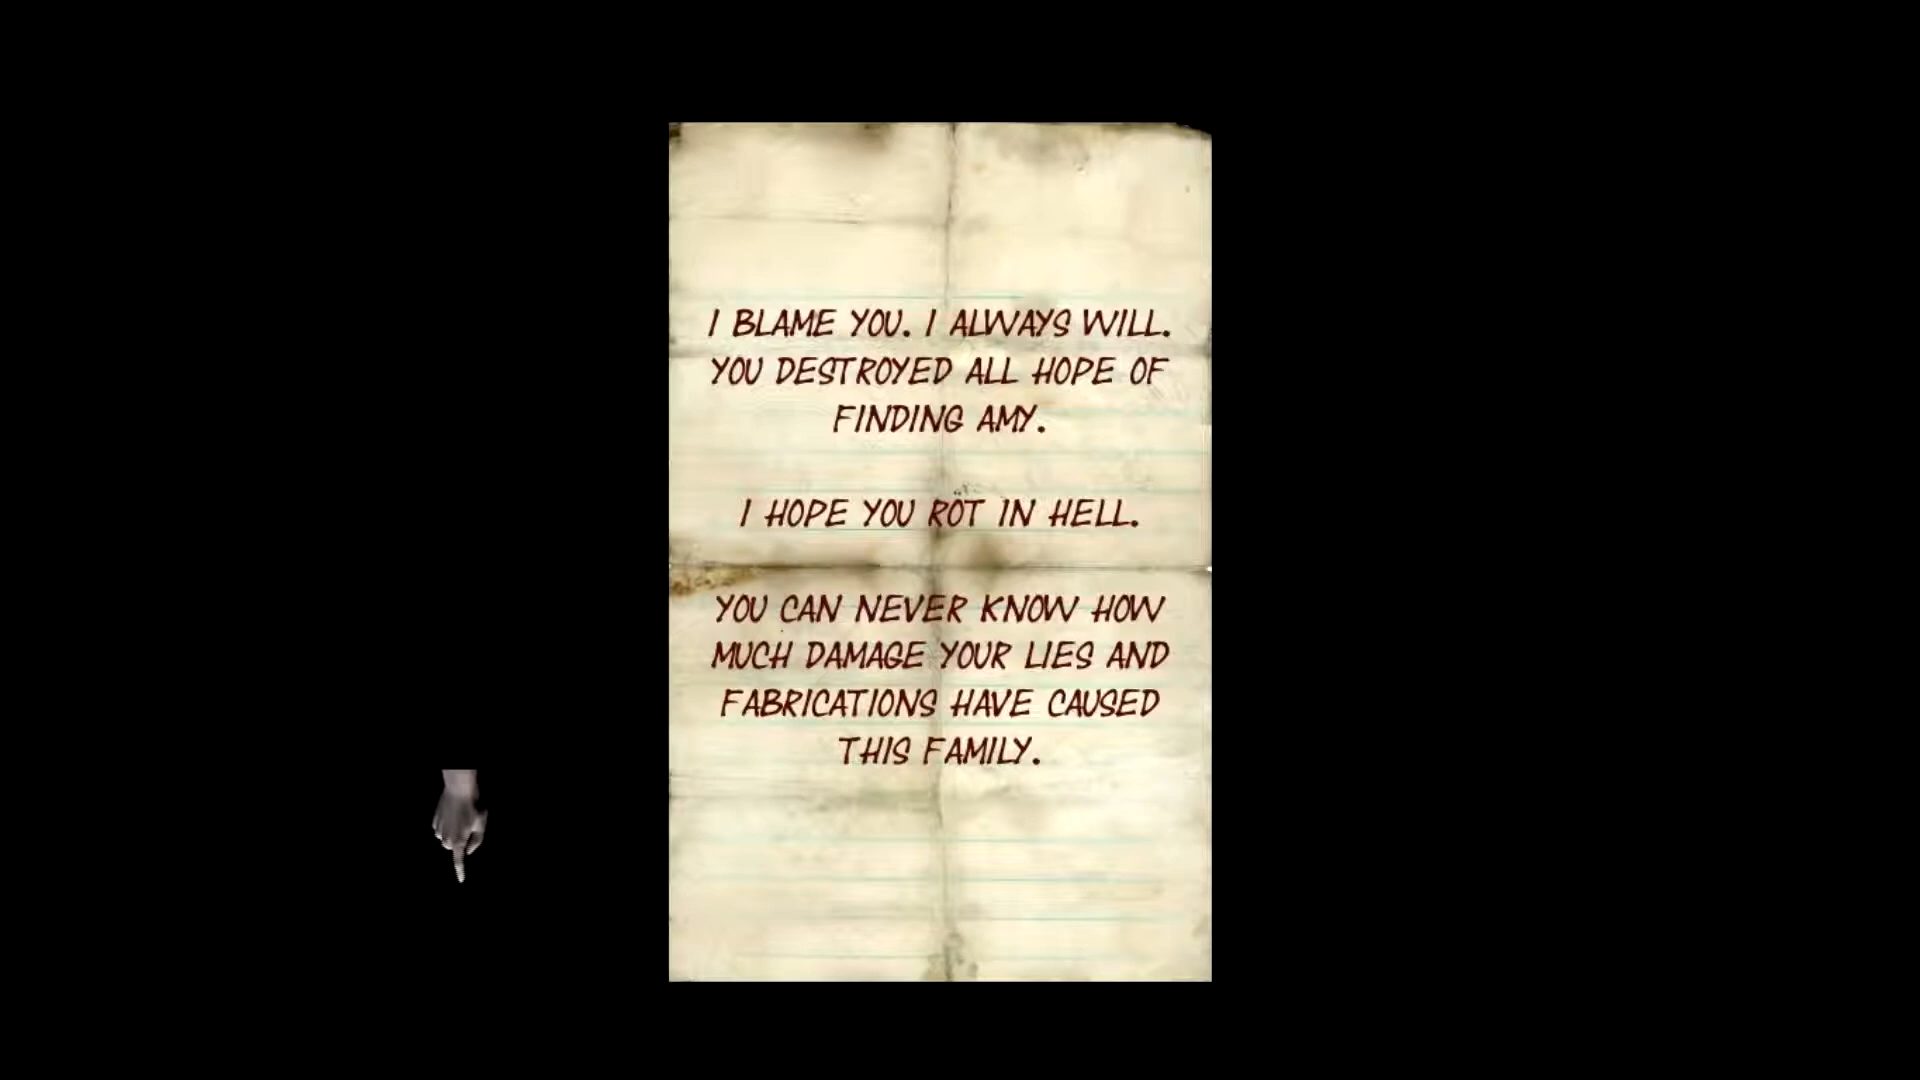 I BLAME YOU. I ALWAYS WILL.
YOU DESTROYED ALL HOPE OF
FINDING AMY.
I HOPE YOU ROT IN HELL.
YOU CAN NEVER KNOW HOW
MUCH DAMAGE YOUR LIES AND
FABRICATIONS HAVE CAUSED
THIS FAMILY.